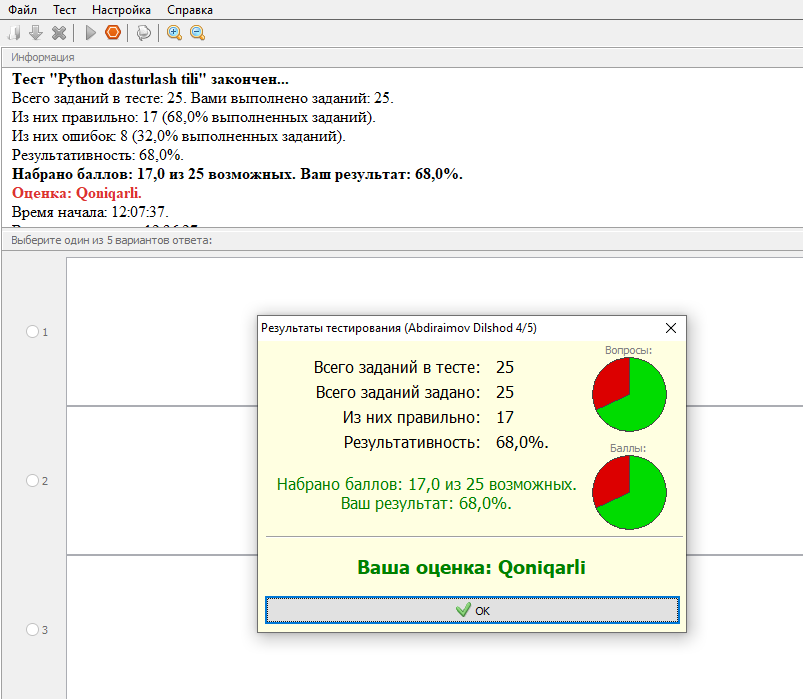 Файл Тест Настройка Справка
Информация
Тест "Python dasturlash tili" закончен...
Всего заданий в тесте: 25. Вами выполнено заданий: 25.
Из них правильно: 17 (68,0% выполненных заданий).
Из них ошибок: 8 (32,0% выполненных заданий).
Результативность: 68,0%.
Набрано баллов: 17,0 из 25 возможных. Ваш результат: 68,0%.
Оценка: Qoniqarli.
Время начала: 12:07:37.
Выберите один из 5 вариантов ответа:
1
2
3
Результаты тестирования (Abdiraimov Dilshod 4/5)
Всего заданий в тесте: 25
Всего заданий задано: 25
Из них правильно: 17
Результативность: 68,0%.
Вопросы:
Баллы:
Набрано баллов: 17,0 из 25 возможных.
Ваш результат: 68,0%.
Ваша оценка: Qoniqarli
OK